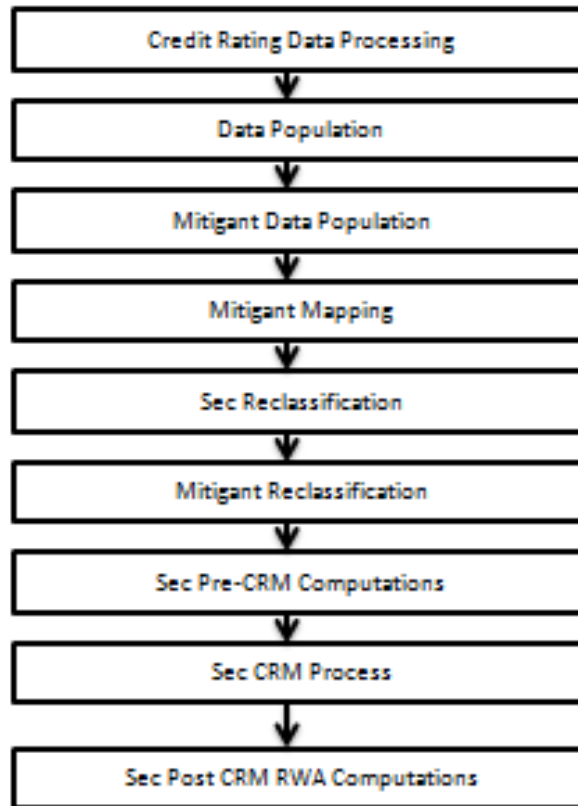 Credit Rating Data Processing
Data Population
Mitigant Data Population
Mitigant Mapping
Sec Reclassification
Mitigant Reclassification
Sec Pre-CRM Computations
Sec CRM Process
Sec Post CRM RWA Computations